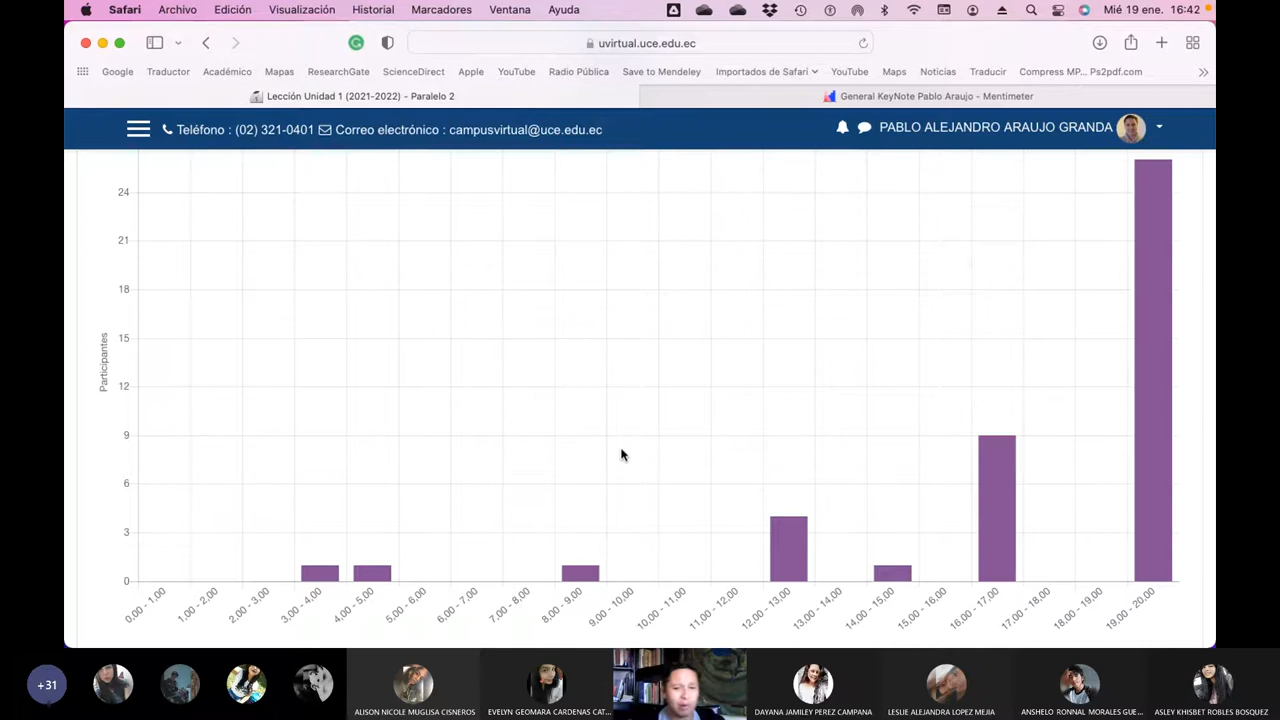 Safari Archivo Edición Visualización Historial Marcadores Ventana Ayuda Mié 19 ene. 16:42
uvirtual.uce.edu.ec
Google Traductor Académico Mapas ResearchGate ScienceDirect Apple YouTube Radio Pública Save to Mendeley Importados de Safari YouTube Maps Noticias Traducir Compress MP... Ps2pdf.com
Lección Unidad 1 (2021-2022) - Paralelo 2 General KeyNote Pablo Araujo - Mentimeter
Teléfono : (02) 321-0401 Correo electrónico : campusvirtual@uce.edu.ec PABLO ALEJANDRO ARAUJO GRANDA
24
21
18
15
Participantes
12
9
6
3
0
0,00 - 1,00 1,00 - 2,00 2,00 - 3,00 3,00 - 4,00 4,00 - 5,00 5,00 - 6,00 6,00 - 7,00 7,00 - 8,00 8,00 - 9,00 9,00 - 10,00 10,00 - 11,00 11,00 - 12,00 12,00 - 13,00 13,00 - 14,00 14,00 - 15,00 15,00 - 16,00 16,00 - 17,00 17,00 - 18,00 18,00 - 19,00 19,00 - 20,00
+31
ALISON NICOLE MUGLISA CISNEROS EVELYN GEOMARA CARDENAS CAT... DAYANA JAMILEY PEREZ CAMPANA LESLIE ALEJANDRA LOPEZ MEJIA ANSHELO RONNAL MORALES GUE... ASLEY KHISBET ROBLES BOSQUEZ